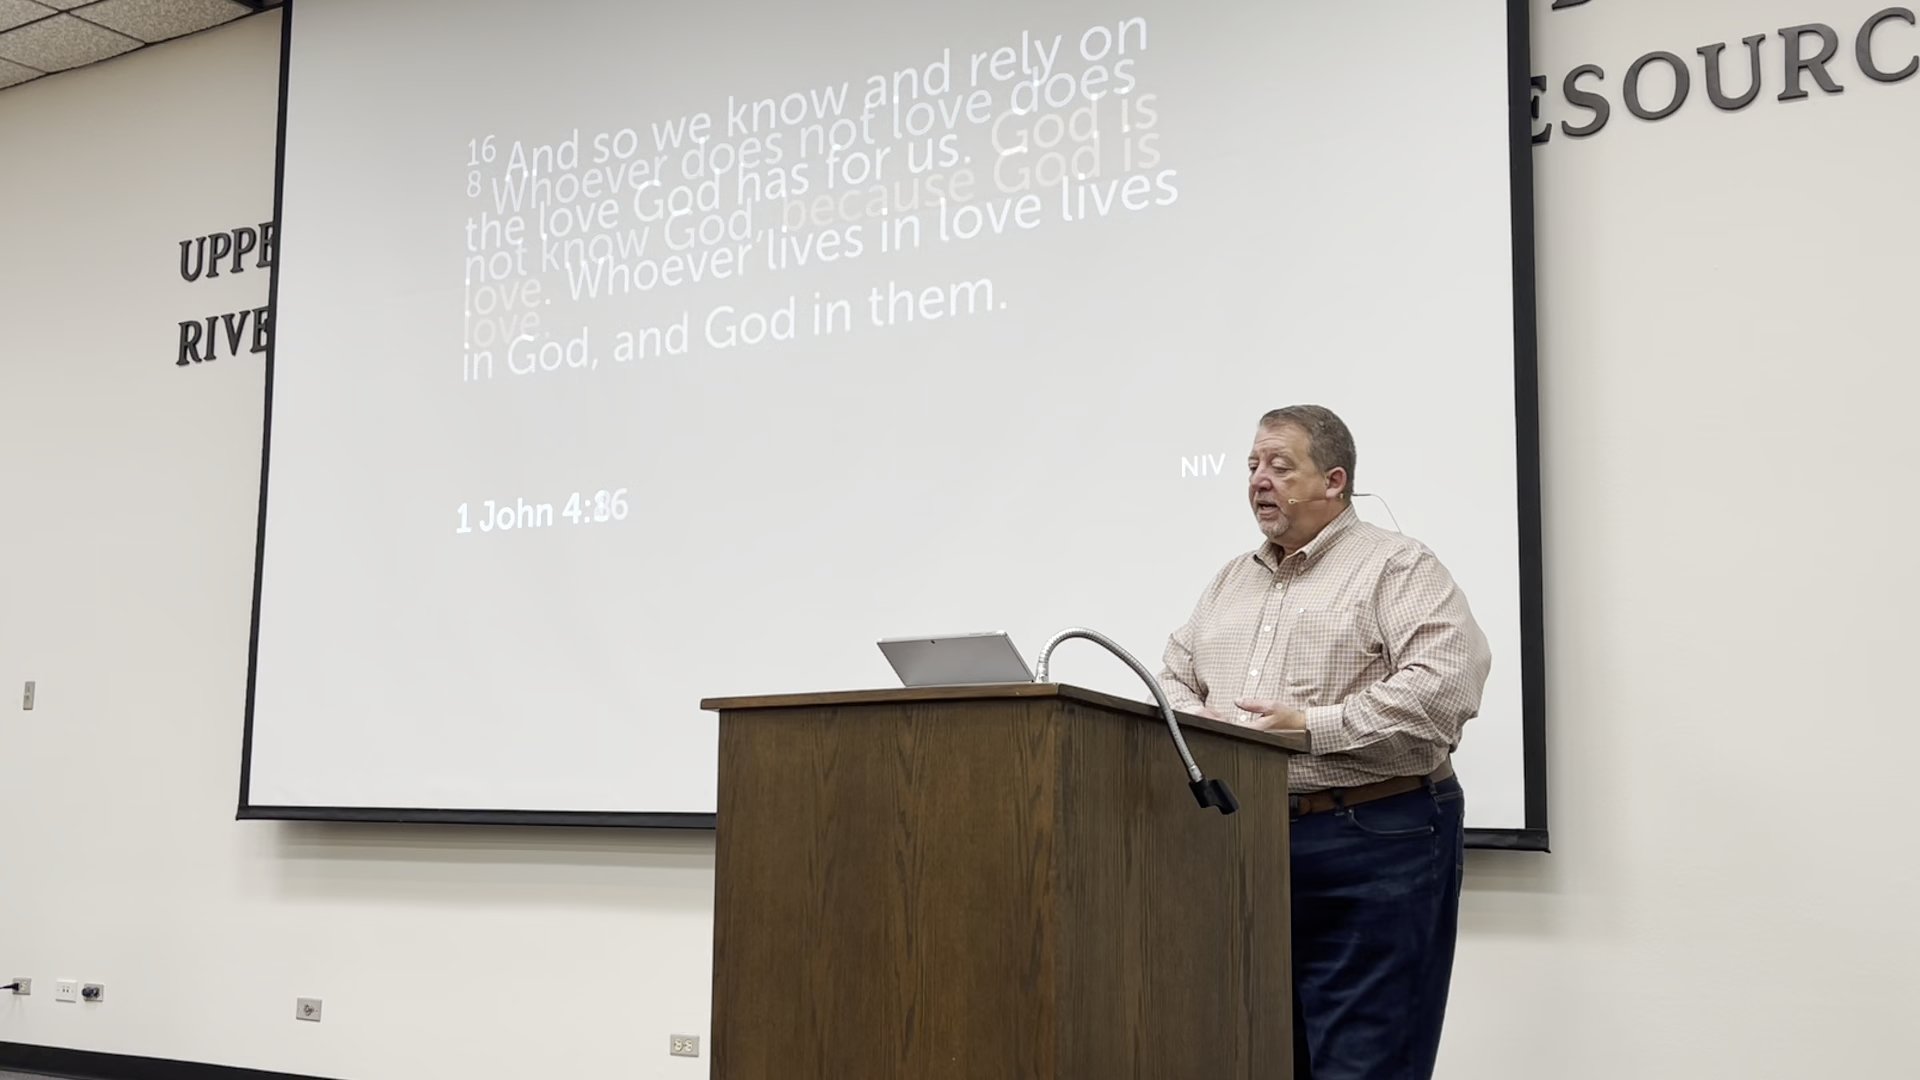 UPPE
RIVE
ESOURC
16 And so we know and rely on
8 Whoever does not love does
the love God has for us. God is
not know God, because God is
love. Whoever lives in love lives
love.
in God, and God in them.
NIV
1 John 4: